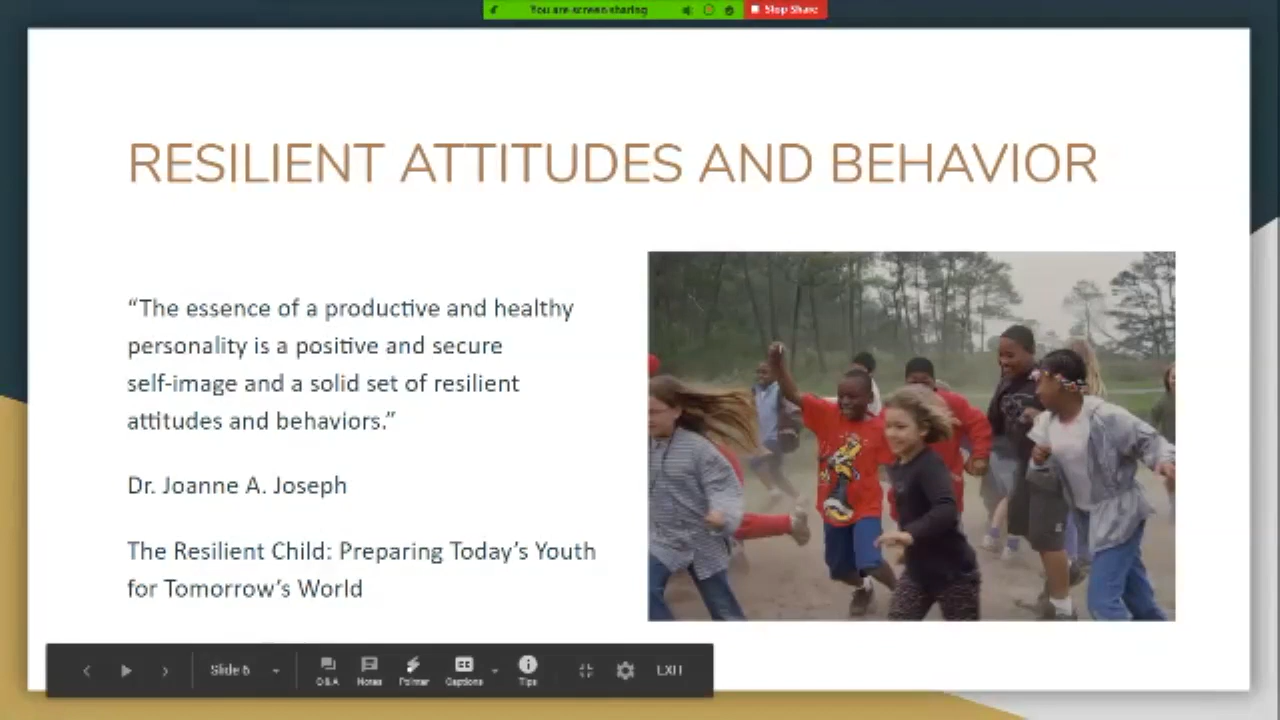 You are screen sharing
Stop Share
RESILIENT ATTITUDES AND BEHAVIOR
“The essence of a productive and healthy
personality is a positive and secure
self-image and a solid set of resilient
attitudes and behaviors.”
Dr. Joanne A. Joseph
The Resilient Child: Preparing Today’s Youth
for Tomorrow’s World
Slide 6
Q&A
Notes
Pointer
Captions
Tips
EXIT